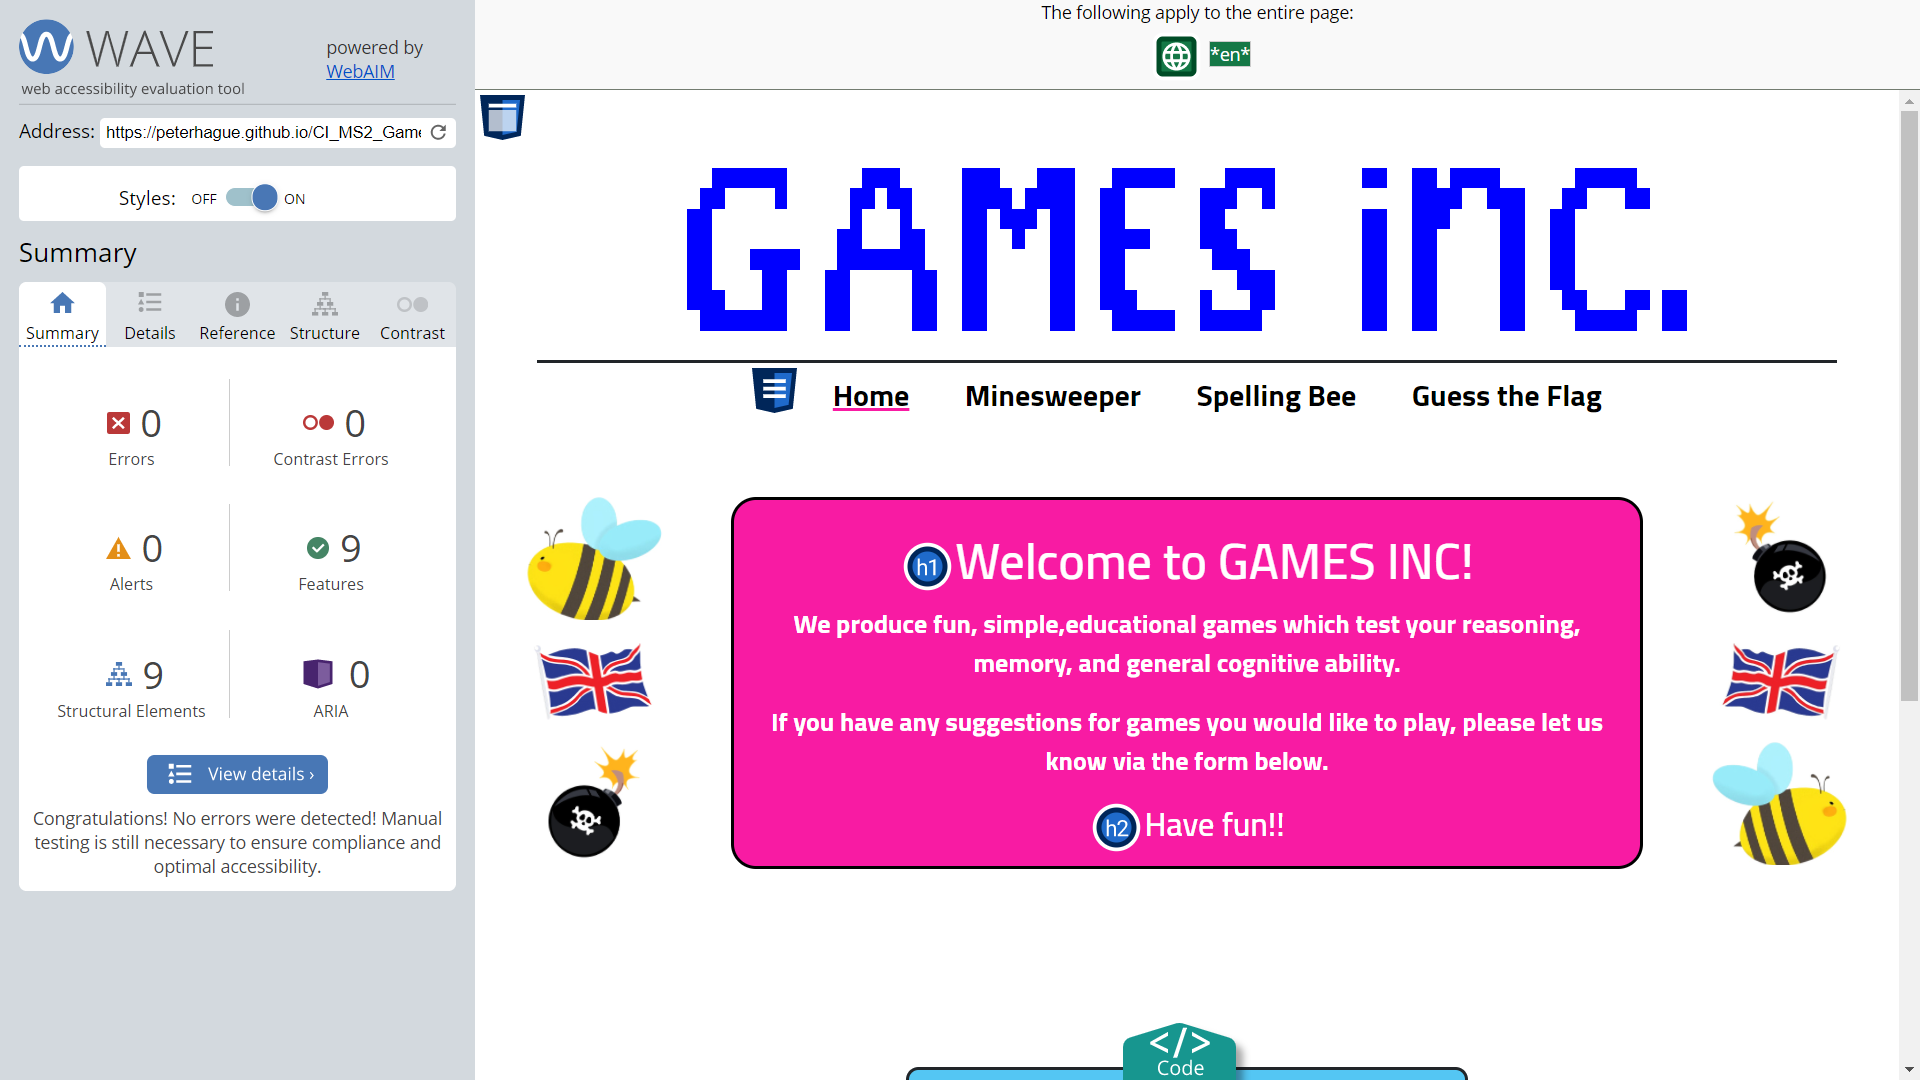 WAVE
powered by
WebAIM
web accessibility evaluation tool
Address: https://peterhague.github.io/CI_MS2_Game
Styles: OFF ON
Summary
Summary Details Reference Structure Contrast
0 0
Errors Contrast Errors
0 9
Alerts Features
9 0
Structural Elements ARIA
View details ›
Congratulations! No errors were detected! Manual
testing is still necessary to ensure compliance and
optimal accessibility.
The following apply to the entire page:
*en*
GAMES iNC.
Home Minesweeper Spelling Bee Guess the Flag
h1 Welcome to GAMES INC!
We produce fun, simple,educational games which test your reasoning,
memory, and general cognitive ability.
If you have any suggestions for games you would like to play, please let us
know via the form below.
h2 Have fun!!
</>
Code